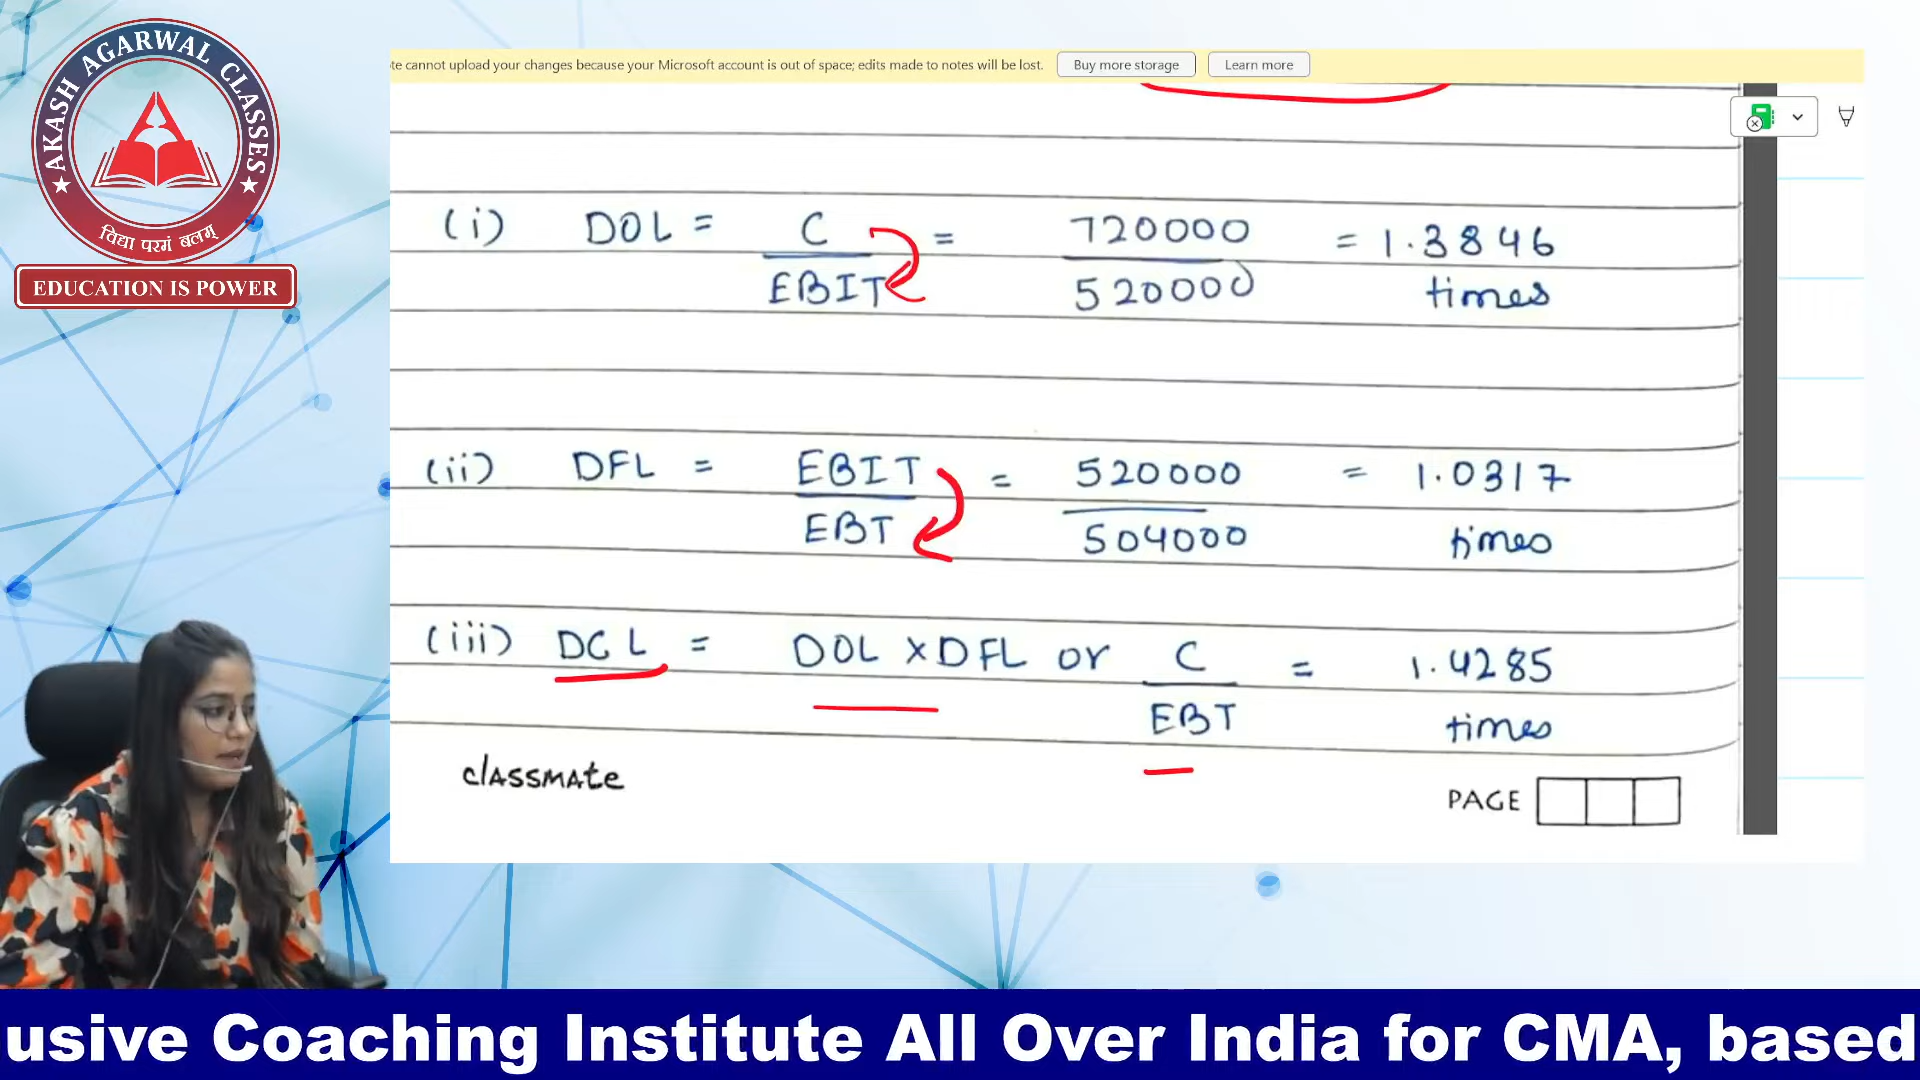 AKASH AGARWAL CLASSES
विद्या परमं बलम्
EDUCATION IS POWER
te cannot upload your changes because your Microsoft account is out of space; edits made to notes will be lost. Buy more storage Learn more
(i) DOL = C / EBIT = 720000 / 520000 = 1.3846 times
(ii) DFL = EBIT / EBT = 520000 / 504000 = 1.0317 times
(iii) DCL = DOL x DFL or C / EBT = 1.4285 times
classmate
PAGE
usive Coaching Institute All Over India for CMA, based